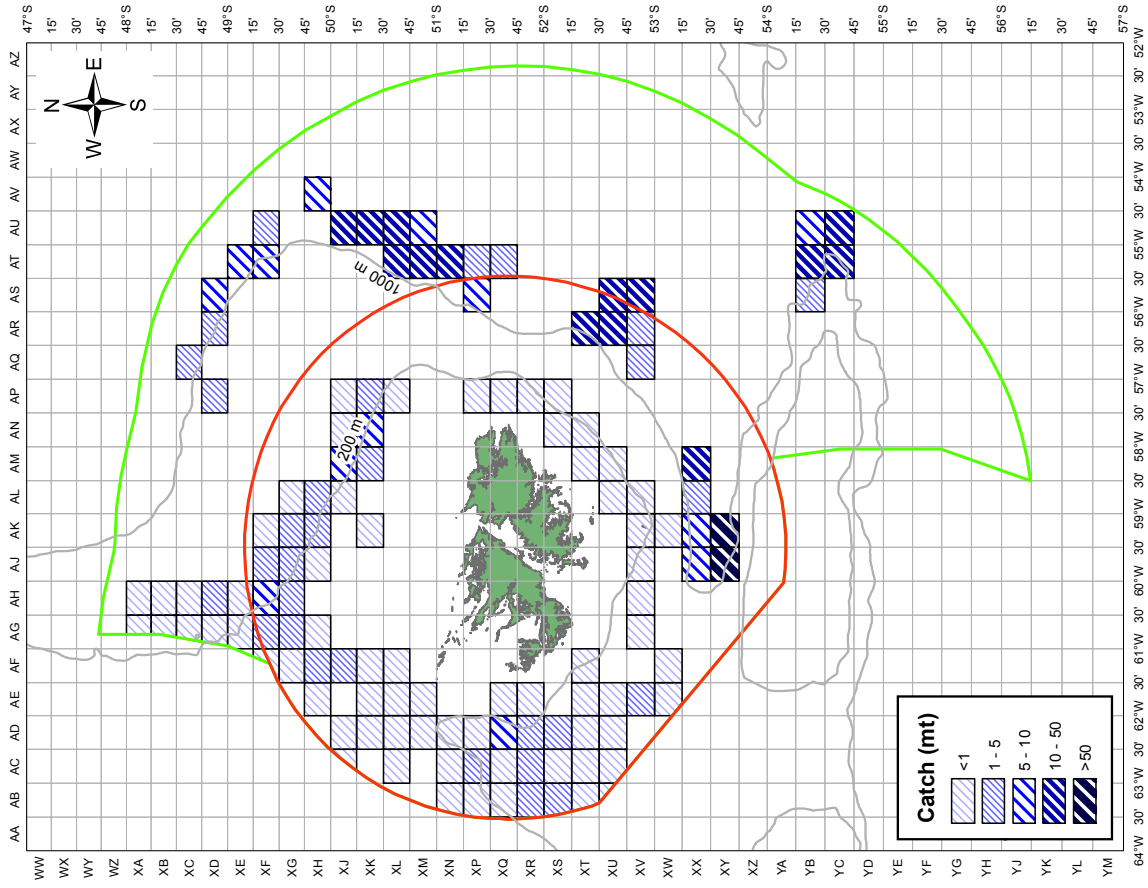 AA AB AC AD AE AF AG AH AJ AK AL AM AN AP AQ AR AS AT AU AV AW AX AY AZ
64°W 30' 63°W 30' 62°W 30' 61°W 30' 60°W 30' 59°W 30' 58°W 30' 57°W 30' 56°W 30' 55°W 30' 54°W 30' 53°W 30' 52°W
WW
WX
WY
WZ
XA
XB
XC
XD
XE
XF
XG
XH
XJ
XK
XL
XM
XN
XP
XQ
XR
XS
XT
XU
XV
XW
XX
XY
XZ
YA
YB
YC
YD
YE
YF
YG
YH
YJ
YK
YL
YM
47°S
15'
30'
45'
48°S
15'
30'
45'
49°S
15'
30'
45'
50°S
15'
30'
45'
51°S
15'
30'
45'
52°S
15'
30'
45'
53°S
15'
30'
45'
54°S
15'
30'
45'
55°S
15'
30'
45'
56°S
15'
30'
45'
57°S
N
W E
S
1000 m
200 m
Catch (mt)
<1
1 - 5
5 - 10
10 - 50
>50